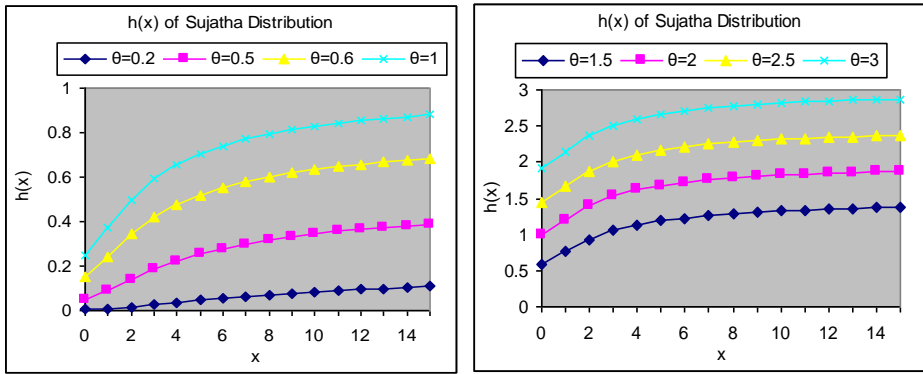 h(x) of Sujatha Distribution
θ=0.2 θ=0.5 θ=0.6 θ=1
1
0.8
0.6
0.4
0.2
0
h(x)
0 2 4 6 8 10 12 14
x
h(x) of Sujatha Distribution
θ=1.5 θ=2 θ=2.5 θ=3
3
2.5
2
1.5
1
0.5
0
h(x)
0 2 4 6 8 10 12 14
x